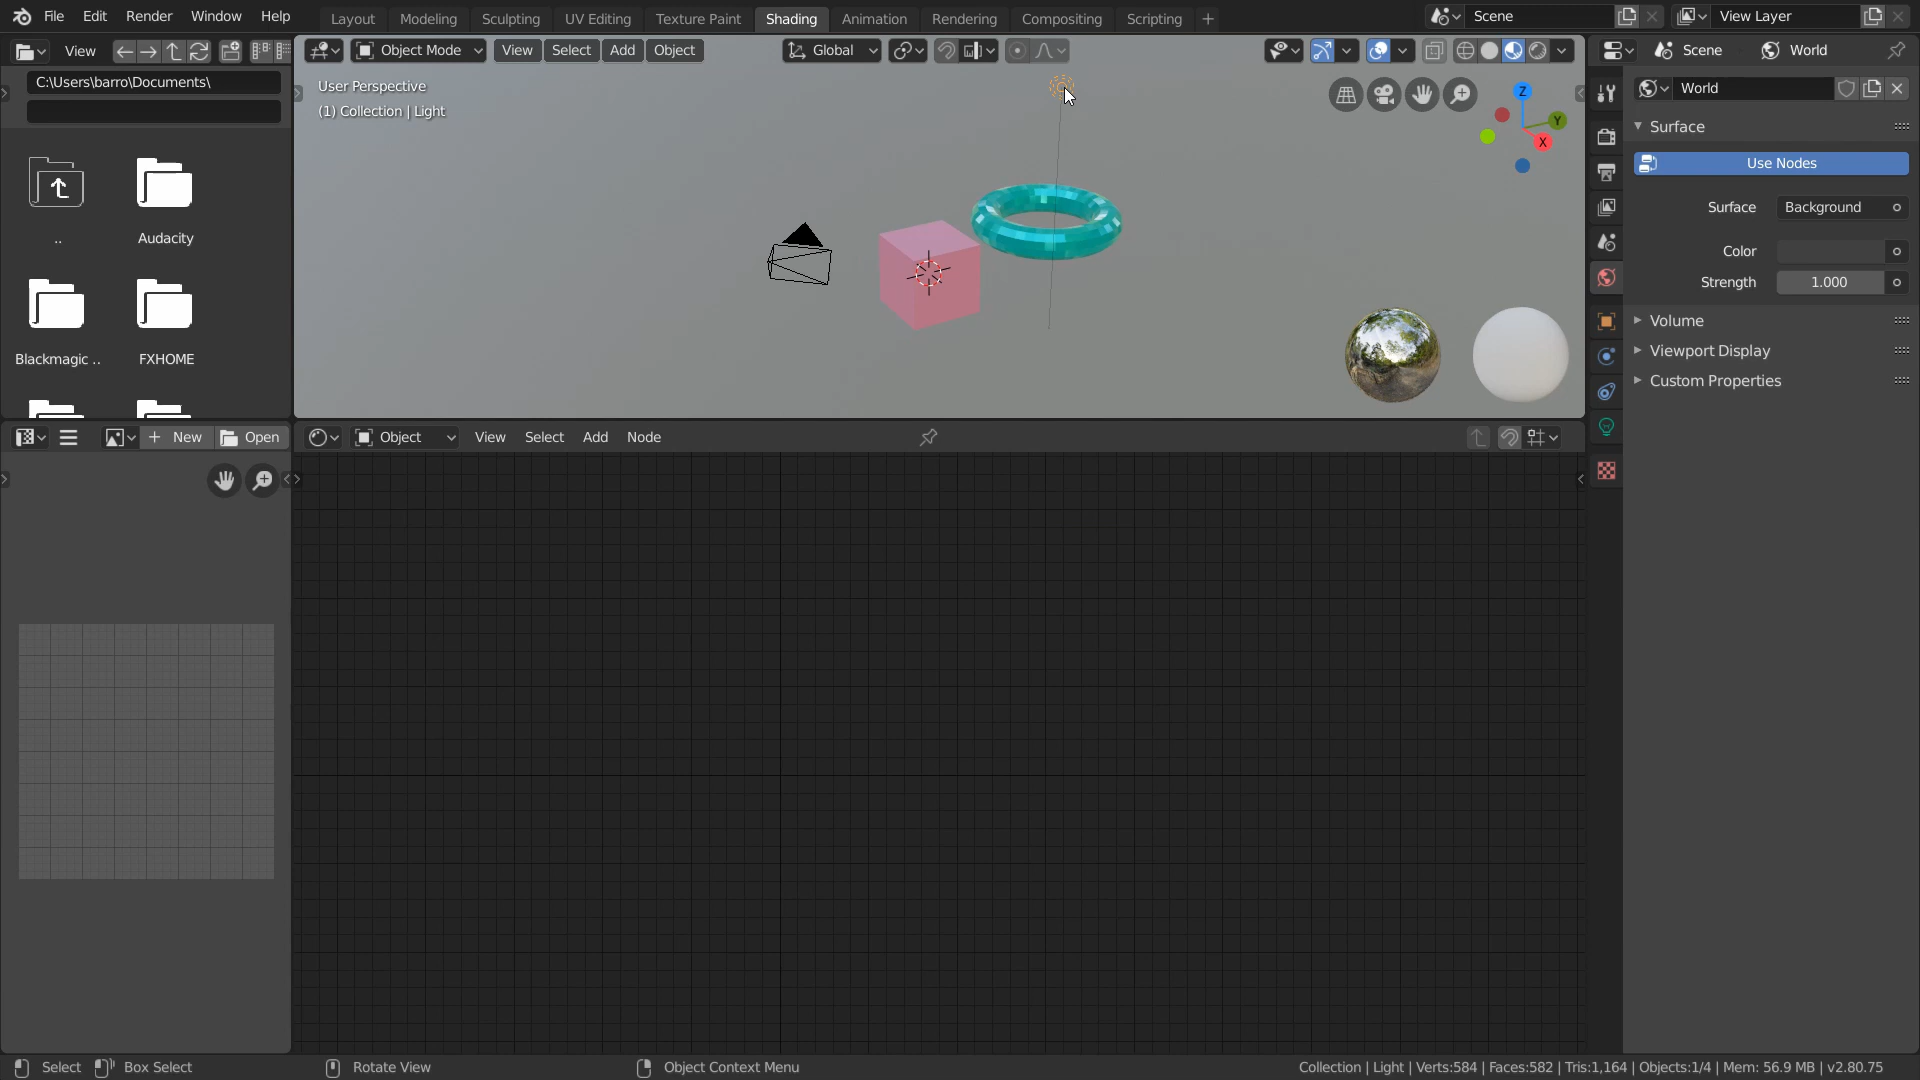 File Edit Render Window Help Layout Modeling Sculpting UV Editing Texture Paint Shading Animation Rendering Compositing Scripting + Scene View Layer
View Object Mode View Select Add Object Global Scene World
C:\Users\barro\Documents\
User Perspective
(1) Collection | Light
Z
Y
X
World
Surface
Use Nodes
Surface Background
Color
Strength 1.000
Volume
Viewport Display
Custom Properties
.. Audacity
Blackmagic .. FXHOME
+ New Open Object View Select Add Node
Select Box Select Rotate View Object Context Menu Collection | Light | Verts:584 | Faces:582 | Tris:1,164 | Objects:1/4 | Mem: 56.9 MB | v2.80.75